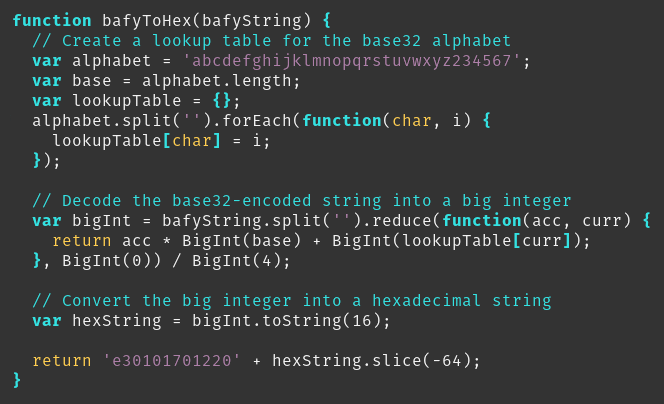 function bafyToHex(bafyString) {
  // Create a lookup table for the base32 alphabet
  var alphabet = 'abcdefghijklmnopqrstuvwxyz234567';
  var base = alphabet.length;
  var lookupTable = {};
  alphabet.split('').forEach(function(char, i) {
    lookupTable[char] = i;
  });

  // Decode the base32-encoded string into a big integer
  var bigInt = bafyString.split('').reduce(function(acc, curr) {
    return acc * BigInt(base) + BigInt(lookupTable[curr]);
  }, BigInt(0)) / BigInt(4);

  // Convert the big integer into a hexadecimal string
  var hexString = bigInt.toString(16);

  return 'e30101701220' + hexString.slice(-64);
}